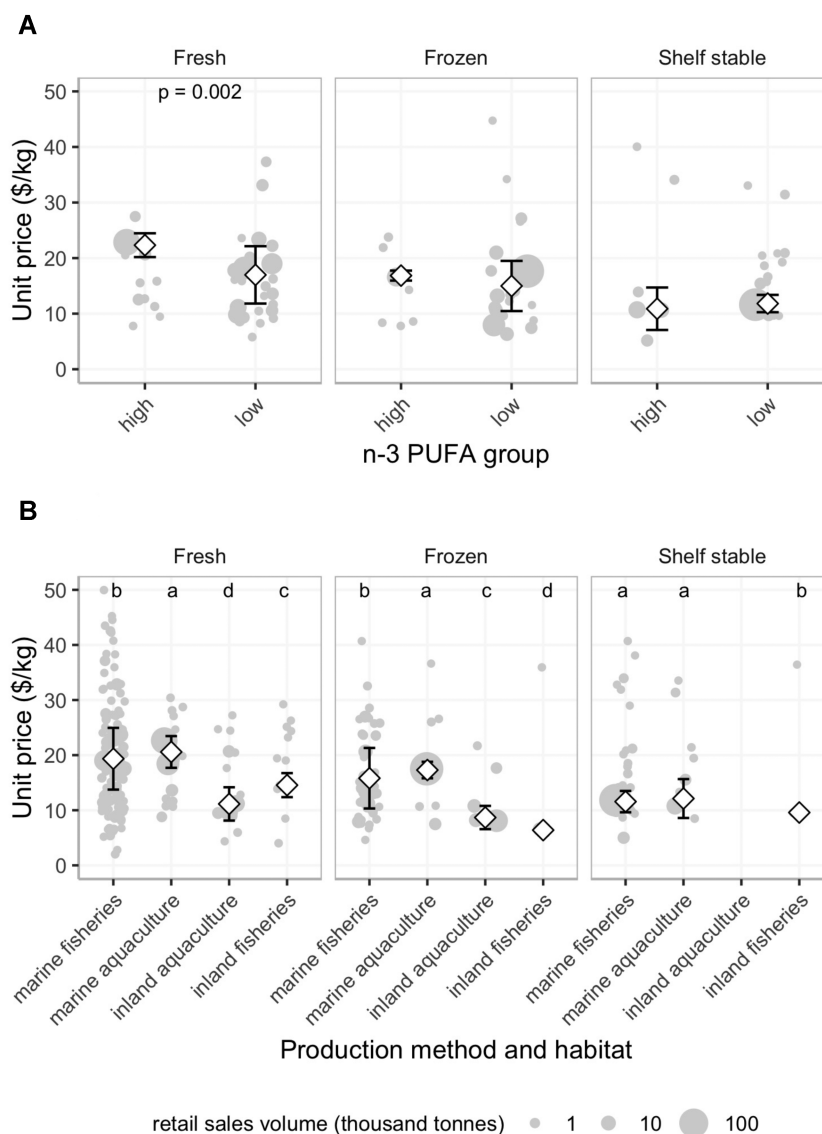 A
Fresh Frozen Shelf stable
p = 0.002
50
40
30
20
10
0
Unit price ($/kg)
high low high low high low
n-3 PUFA group
B
Fresh Frozen Shelf stable
b a d c b a c d a a b
50
40
30
20
10
0
Unit price ($/kg)
marine fisheries marine aquaculture inland aquaculture inland fisheries marine fisheries marine aquaculture inland aquaculture inland fisheries marine fisheries marine aquaculture inland aquaculture inland fisheries
Production method and habitat
retail sales volume (thousand tonnes) 1 10 100